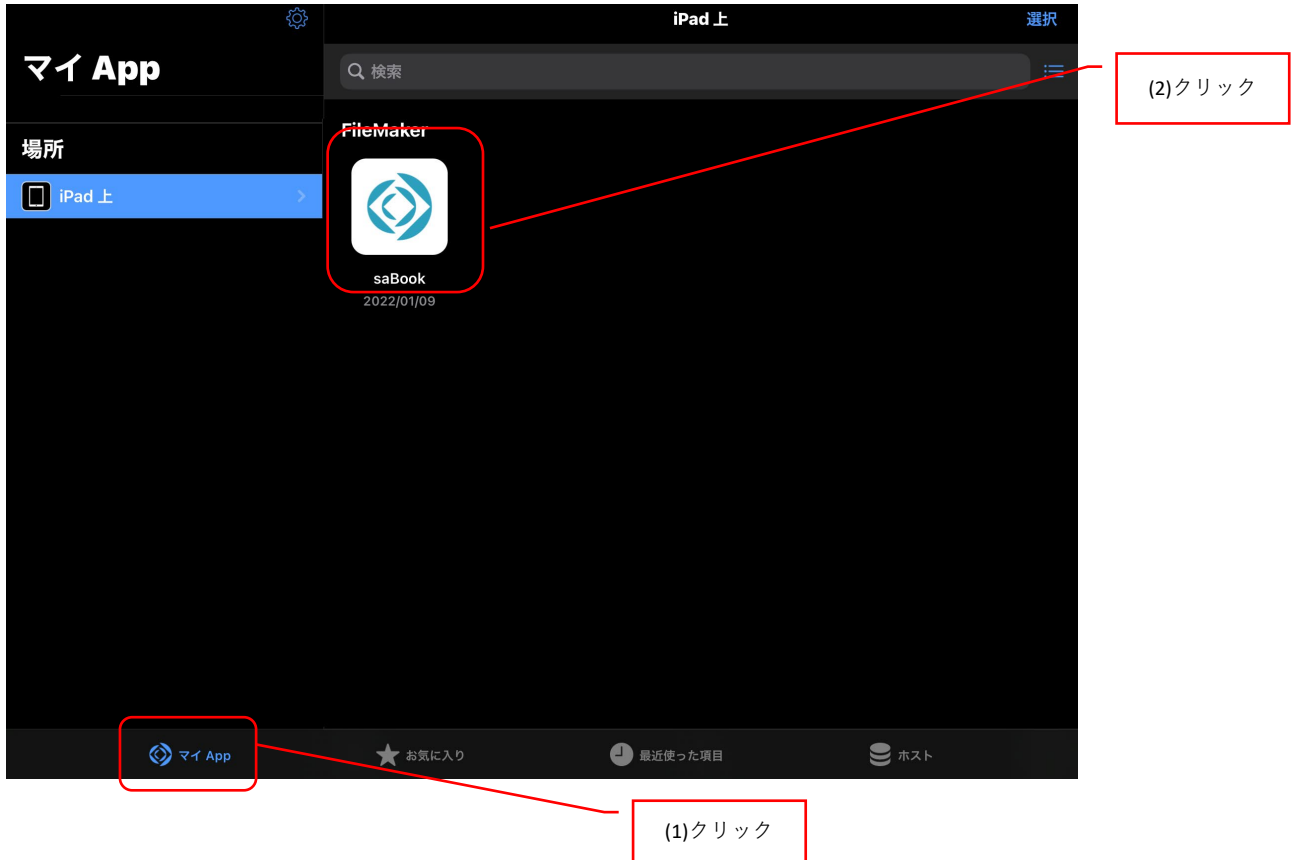 iPad 上
選択
マイ App
検索
(2)クリック
FileMaker
場所
iPad 上
saBook
2022/01/09
マイ App
お気に入り
最近使った項目
ホスト
(1)クリック